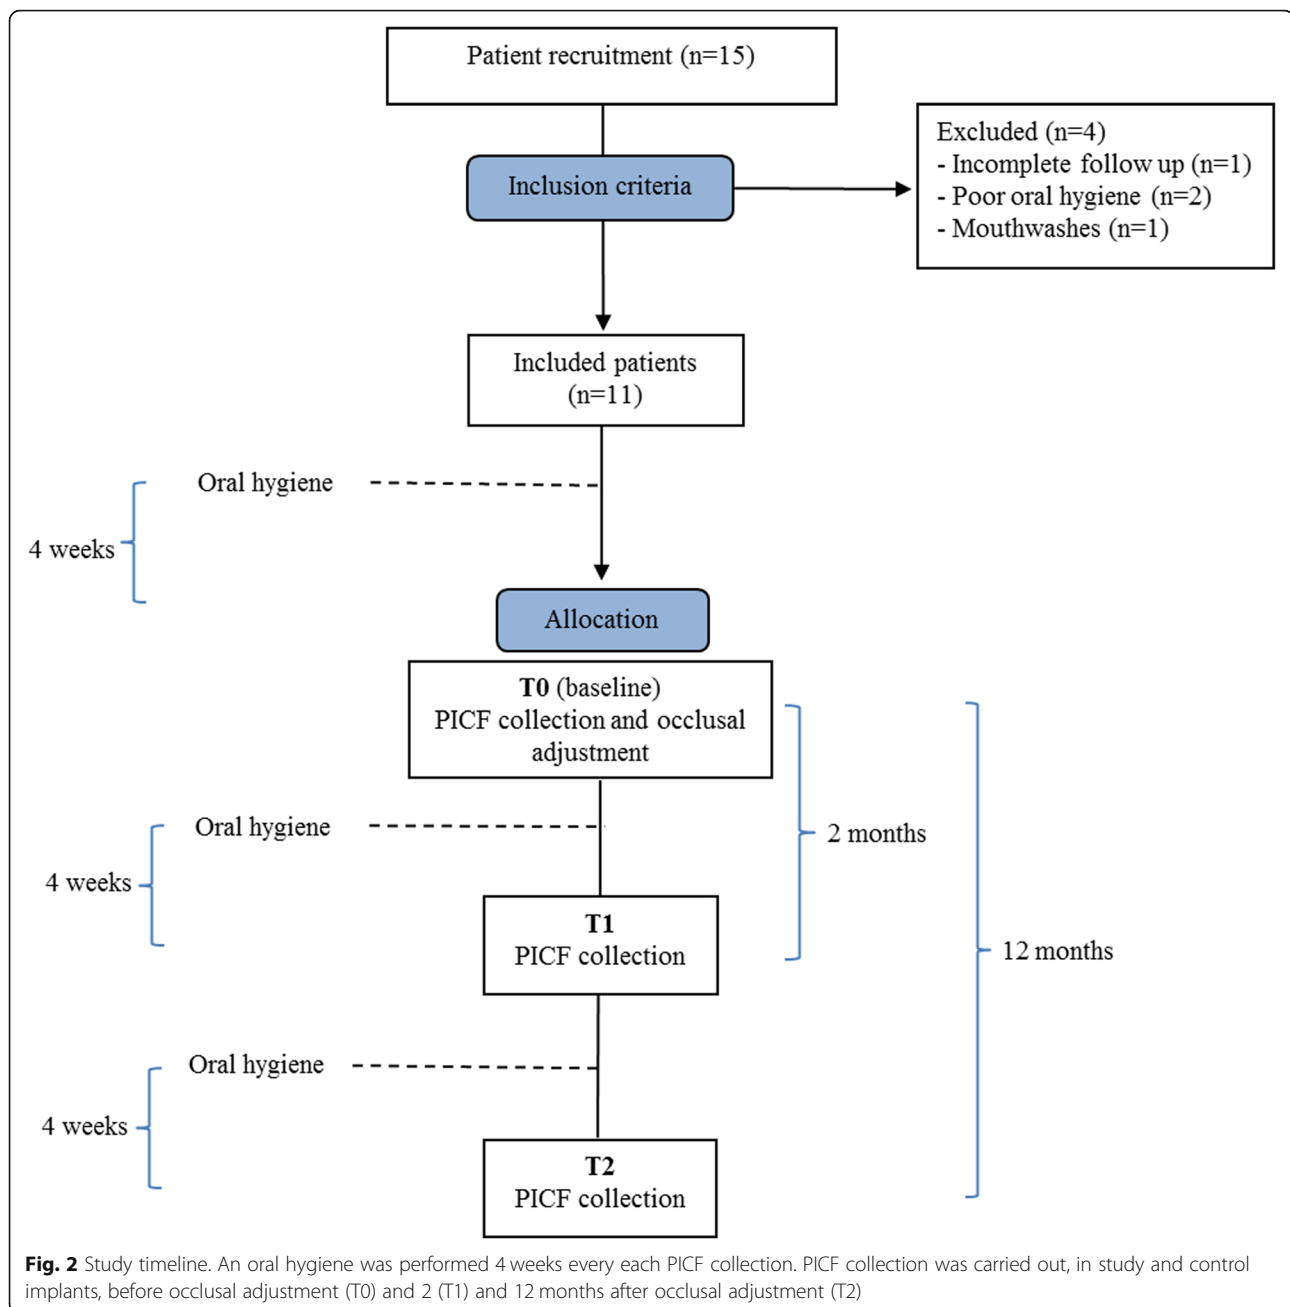 Patient recruitment (n=15)
Inclusion criteria
Excluded (n=4)
- Incomplete follow up (n=1)
- Poor oral hygiene (n=2)
- Mouthwashes (n=1)
Included patients
(n=11)
Oral hygiene
4 weeks
Allocation
T0 (baseline)
PICF collection and occlusal
adjustment
Oral hygiene
2 months
4 weeks
T1
PICF collection
12 months
Oral hygiene
4 weeks
T2
PICF collection
Fig. 2 Study timeline. An oral hygiene was performed 4 weeks every each PICF collection. PICF collection was carried out, in study and control
implants, before occlusal adjustment (T0) and 2 (T1) and 12 months after occlusal adjustment (T2)